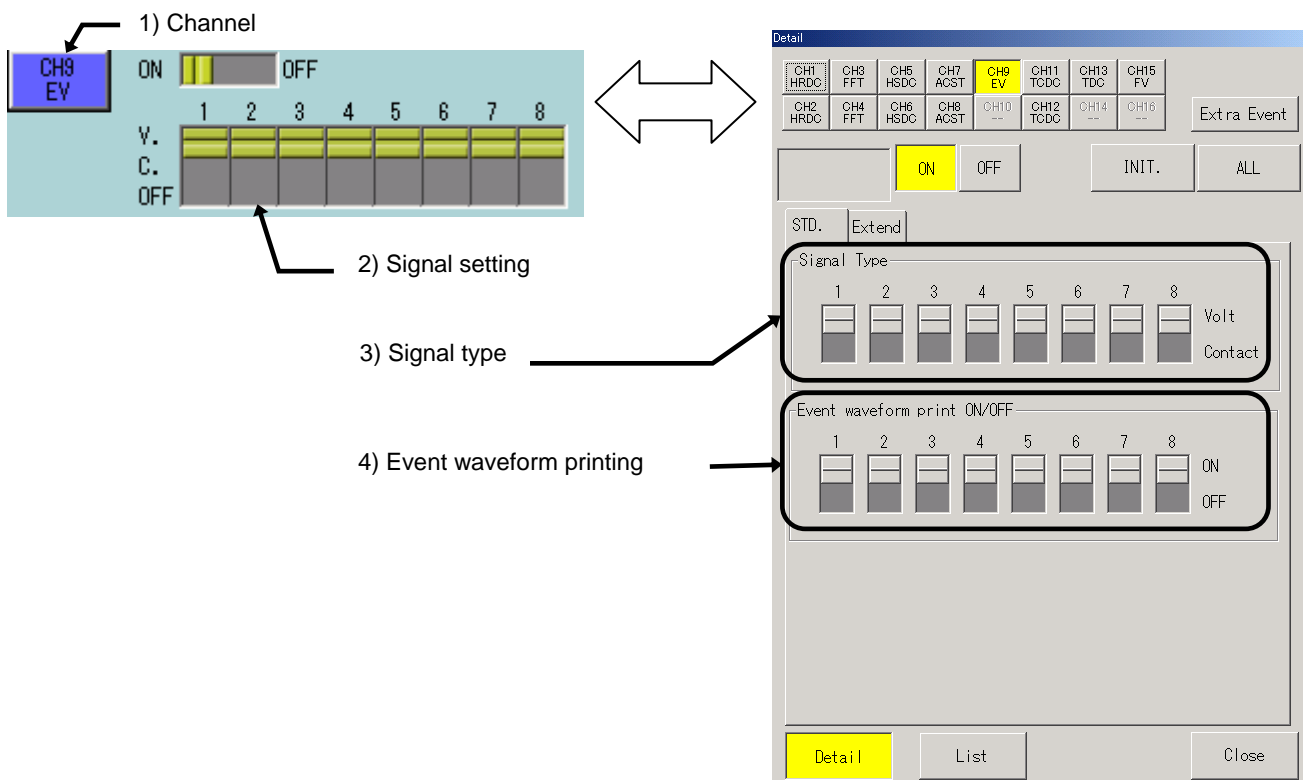 1) Channel
CH9
EV
ON OFF
1 2 3 4 5 6 7 8
V.
C.
OFF
2) Signal setting
3) Signal type
4) Event waveform printing
Detail
CH1 HRDC CH3 FFT CH5 HSDC CH7 ACST CH9 EV CH11 TCDC CH13 TDC CH15 FV
CH2 HRDC CH4 FFT CH6 HSDC CH8 ACST CH10 -- CH12 TCDC CH14 -- CH16 --
Extra Event
ON OFF INIT. ALL
STD. Extend
Signal Type
1 2 3 4 5 6 7 8
Volt
Contact
Event waveform print ON/OFF
1 2 3 4 5 6 7 8
ON
OFF
Detail List Close